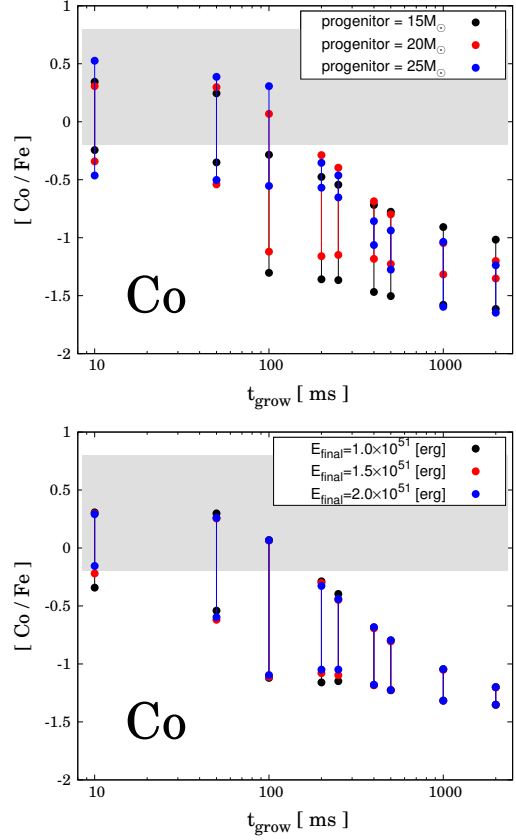 progenitor = 15M⊙
progenitor = 20M⊙
progenitor = 25M⊙
1
0.5
0
-0.5
-1
-1.5
-2
[ Co / Fe ]
Co
10 100 1000
t_grow [ ms ]
E_final=1.0×10^51 [erg]
E_final=1.5×10^51 [erg]
E_final=2.0×10^51 [erg]
1
0.5
0
-0.5
-1
-1.5
-2
[ Co / Fe ]
Co
10 100 1000
t_grow [ ms ]